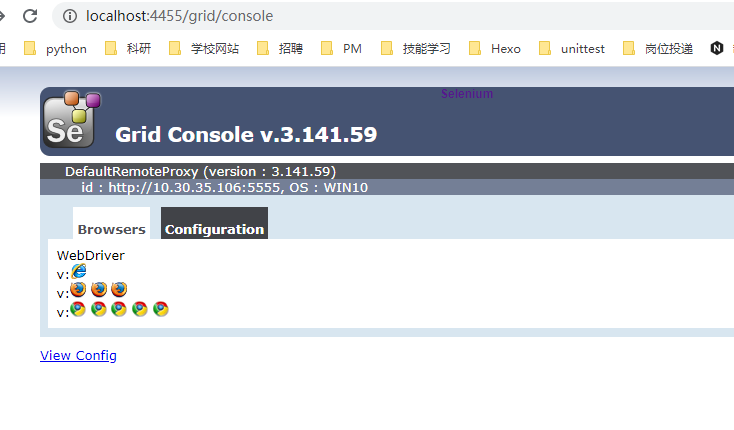 localhost:4455/grid/console
用 python 科研 学校网站 招聘 PM 技能学习 Hexo unittest 岗位投递 N
Selenium
Se Grid Console v.3.141.59
DefaultRemoteProxy (version : 3.141.59)
id : http://10.30.35.106:5555, OS : WIN10
Browsers Configuration
WebDriver
v:
v:
v:
View Config